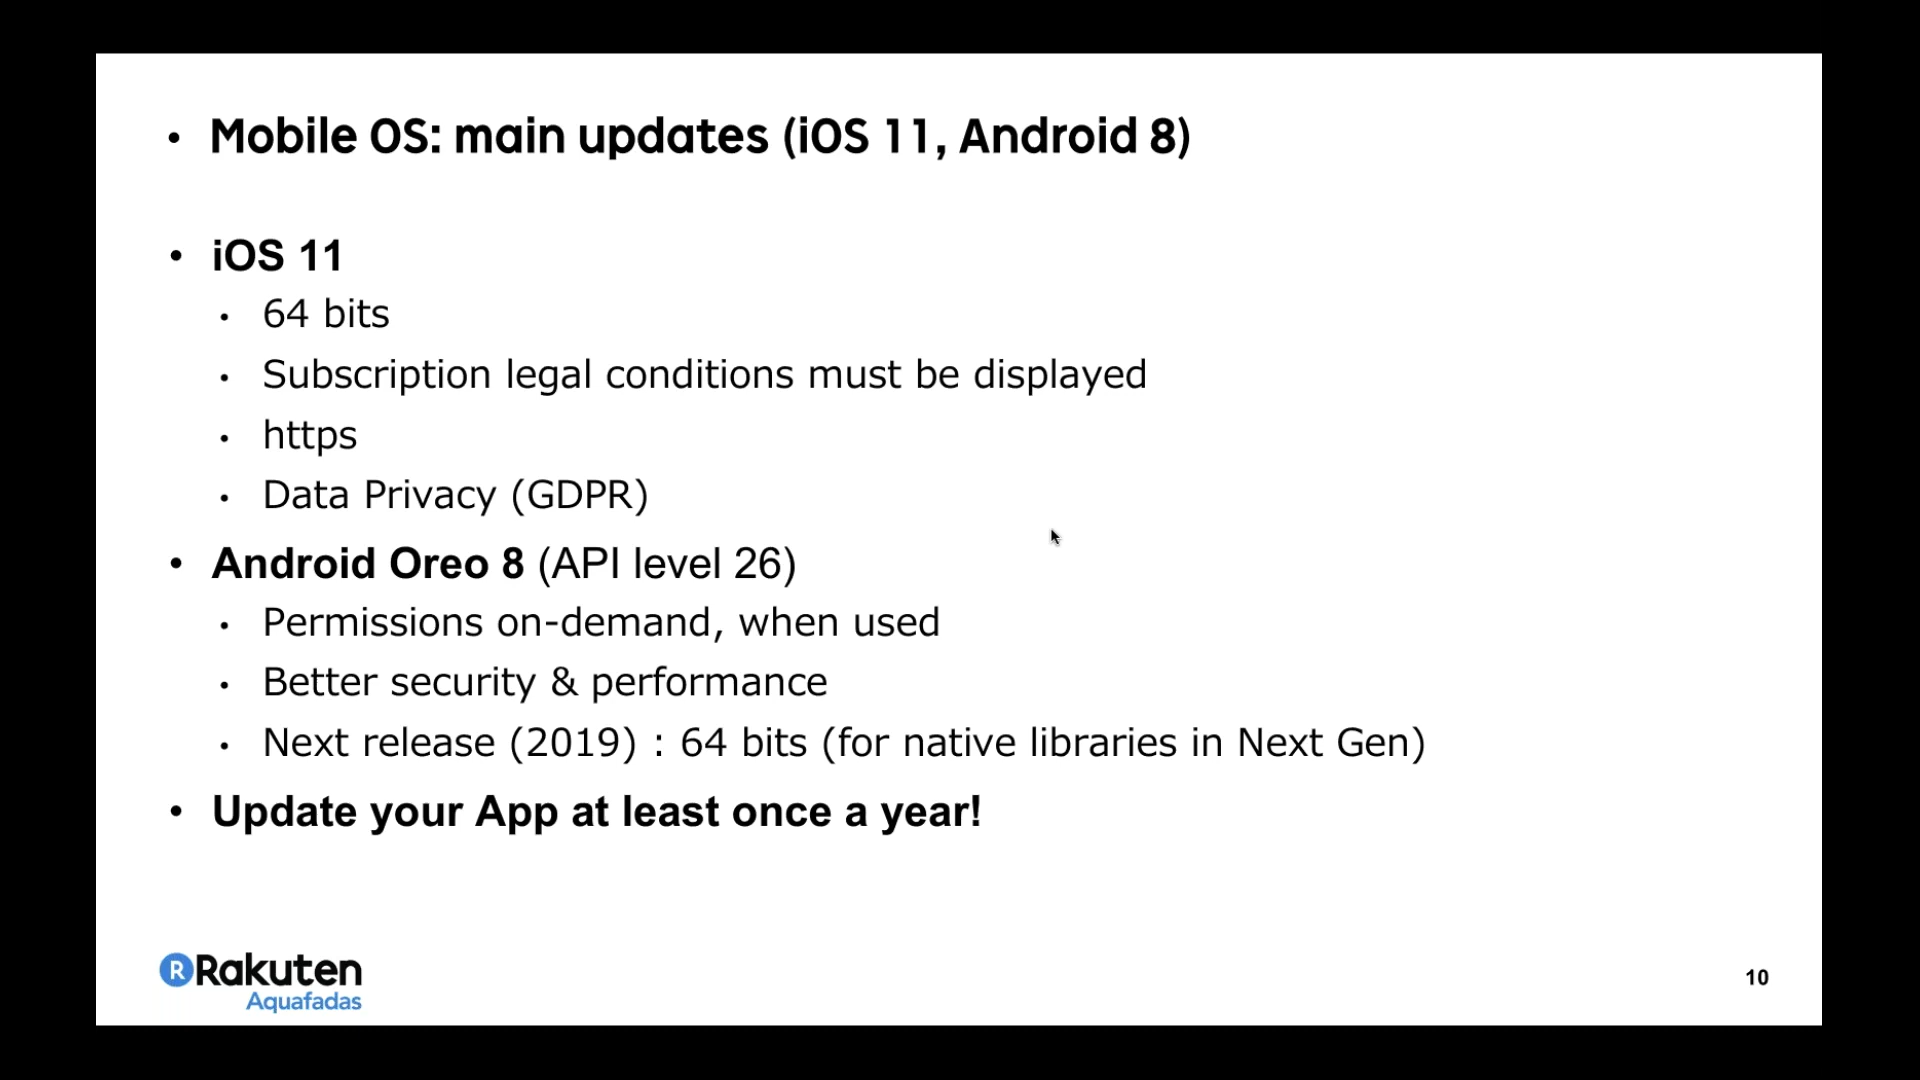 • Mobile OS: main updates (iOS 11, Android 8)
• iOS 11
• 64 bits
• Subscription legal conditions must be displayed
• https
• Data Privacy (GDPR)
• Android Oreo 8 (API level 26)
• Permissions on-demand, when used
• Better security & performance
• Next release (2019) : 64 bits (for native libraries in Next Gen)
• Update your App at least once a year!
R Rakuten
Aquafadas
10